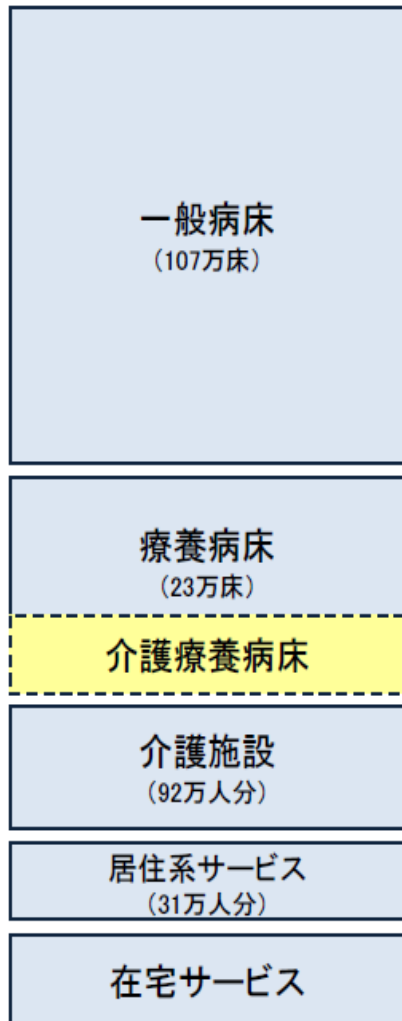 一般病床
（107万床）
療養病床
（23万床）
介護療養病床
介護施設
（92万人分）
居住系サービス
（31万人分）
在宅サービス